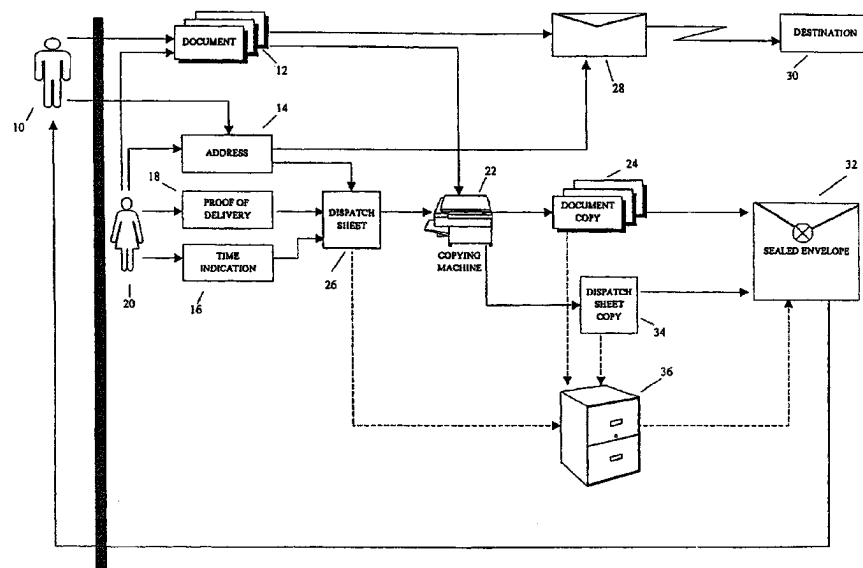 DOCUMENT
12
28
DESTINATION
30
10
14
ADDRESS
18
PROOF OF
DELIVERY
DISPATCH
SHEET
22
24
DOCUMENT
COPY
32
SEALED ENVELOPE
TIME
INDICATION
COPYING
MACHINE
20
16
26
DISPATCH
SHEET
COPY
34
36